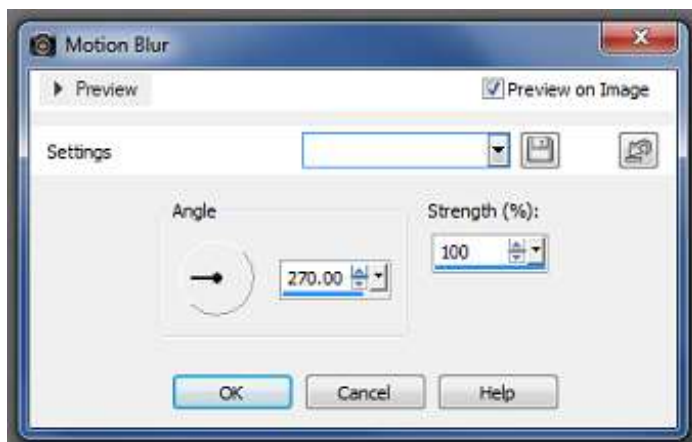 Motion Blur
Preview
Preview on Image
Settings
Angle
Strength (%):
270.00
100
OK
Cancel
Help